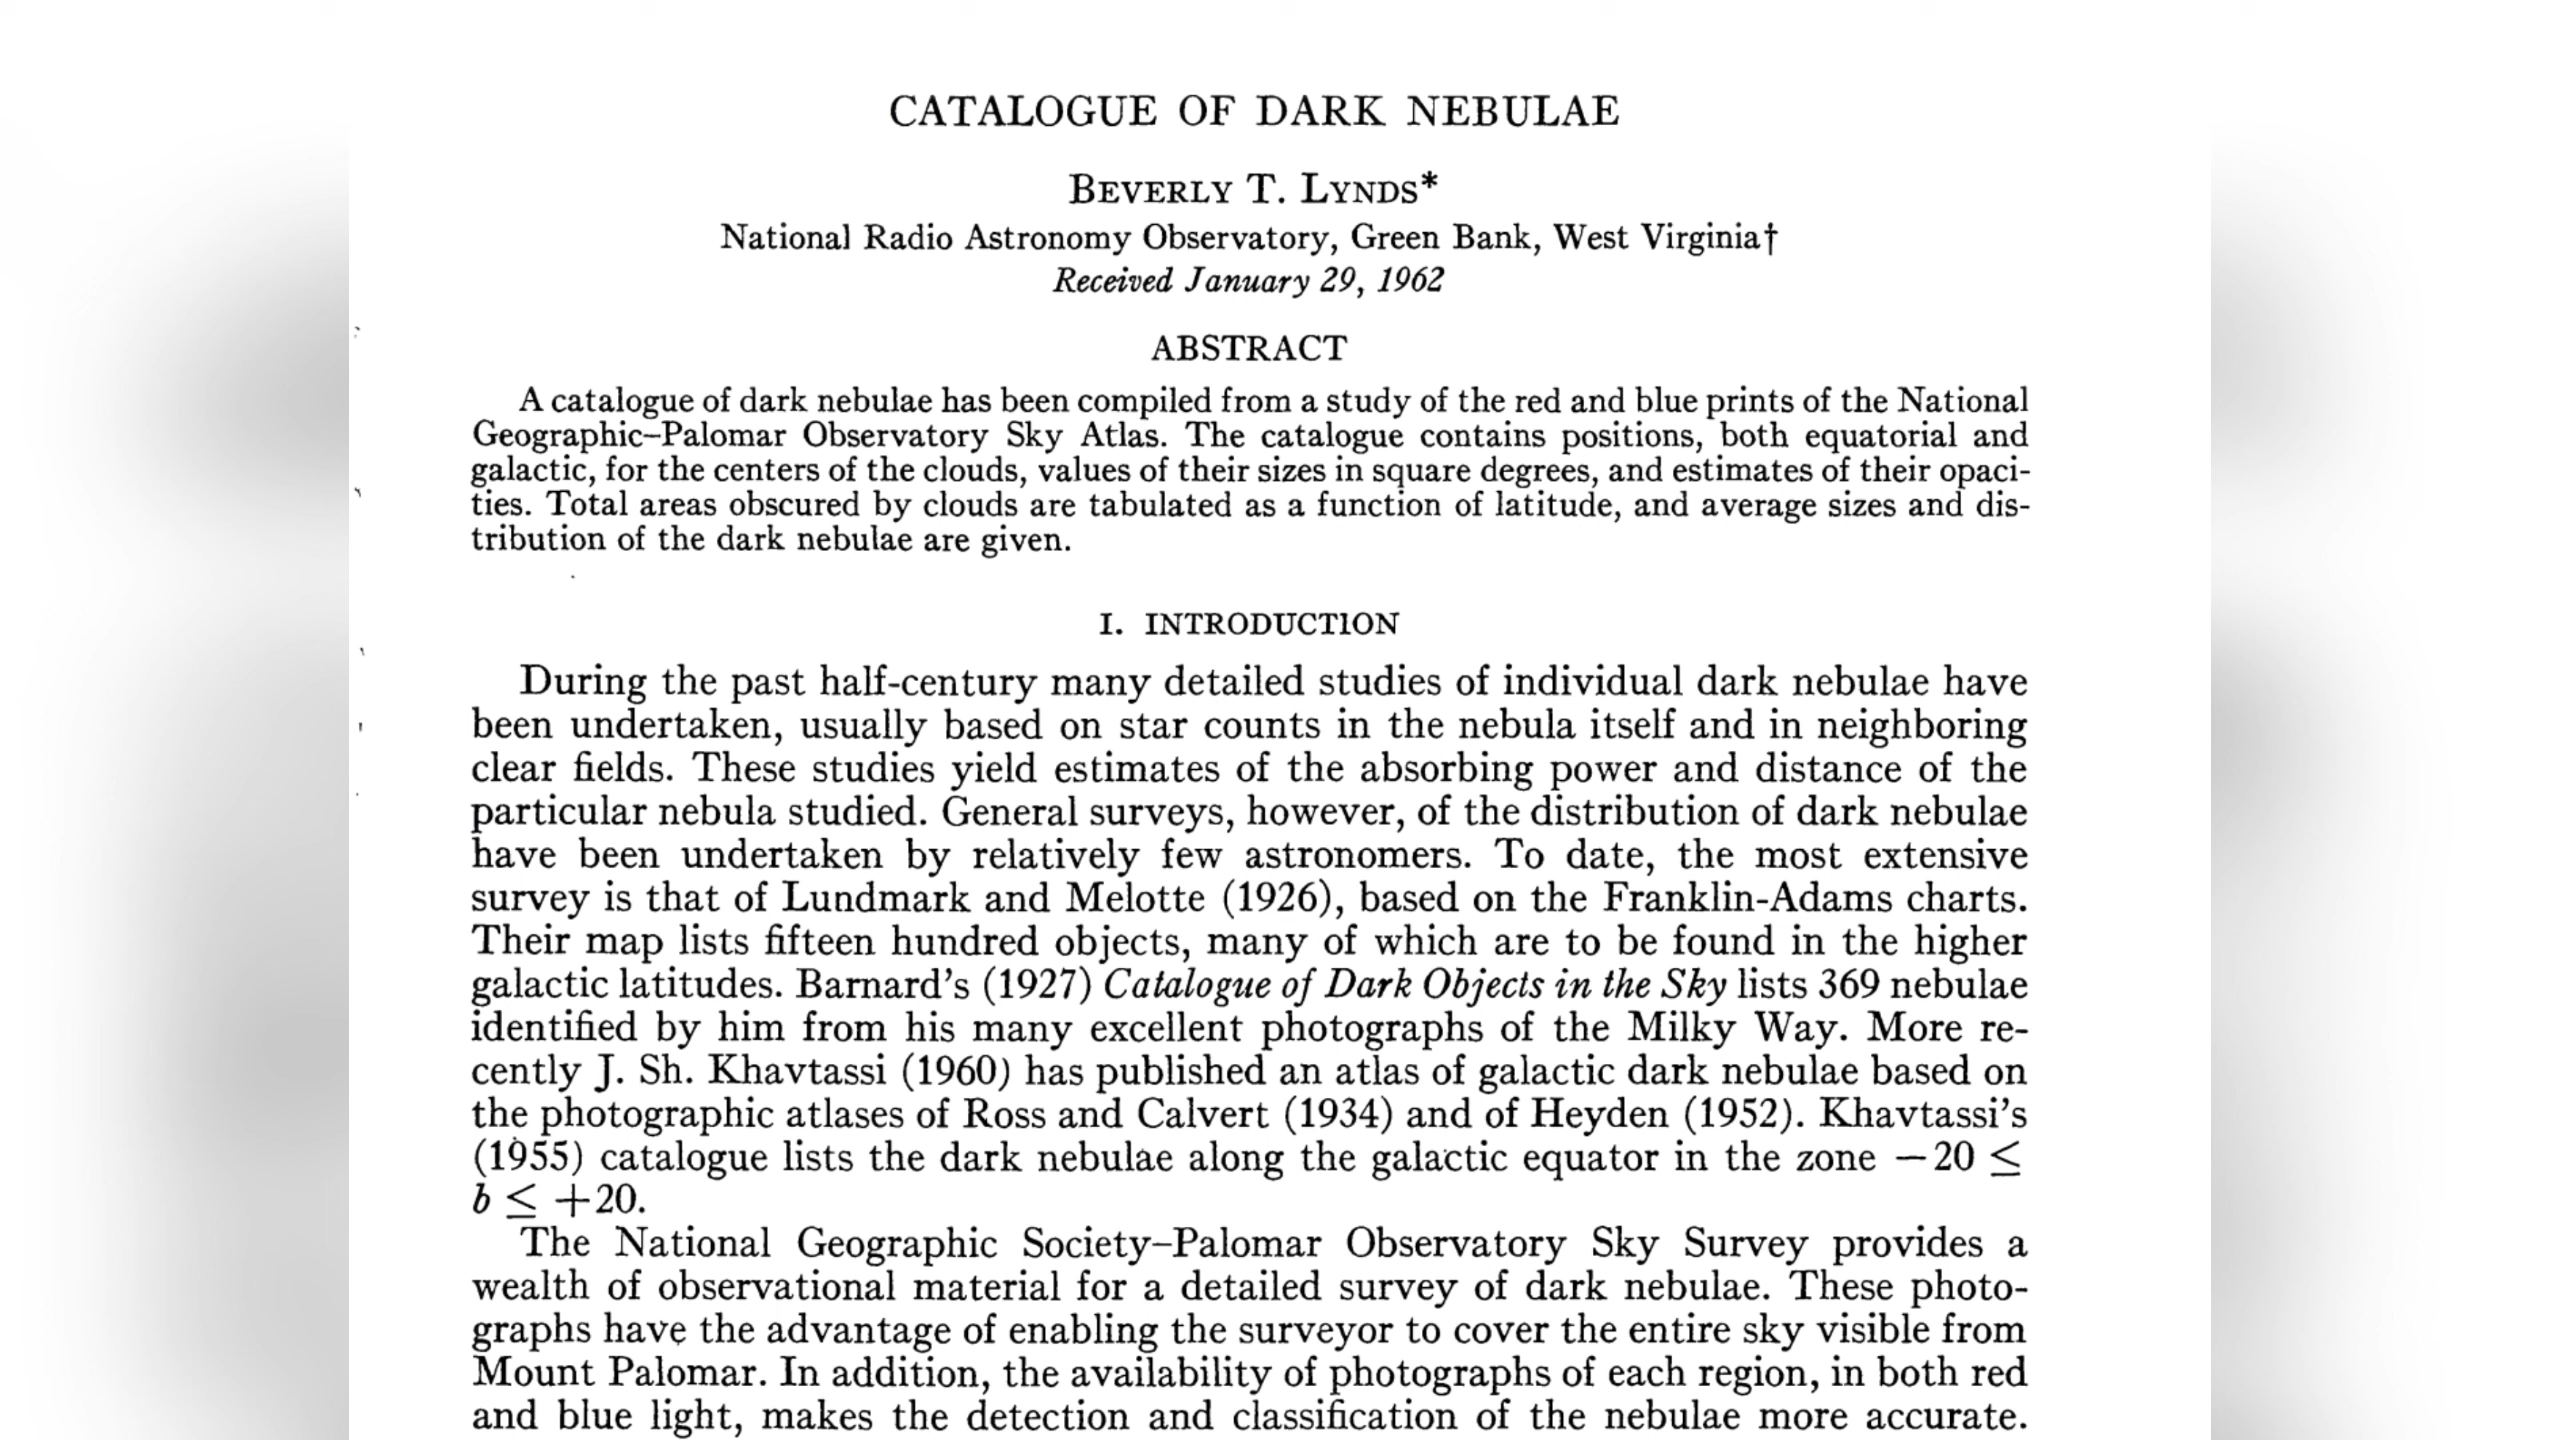 CATALOGUE OF DARK NEBULAE
BEVERLY T. LYNDS*
National Radio Astronomy Observatory, Green Bank, West Virginia†
Received January 29, 1962
ABSTRACT
A catalogue of dark nebulae has been compiled from a study of the red and blue prints of the National
Geographic–Palomar Observatory Sky Atlas. The catalogue contains positions, both equatorial and
galactic, for the centers of the clouds, values of their sizes in square degrees, and estimates of their opaci-
ties. Total areas obscured by clouds are tabulated as a function of latitude, and average sizes and dis-
tribution of the dark nebulae are given.
I. INTRODUCTION
During the past half-century many detailed studies of individual dark nebulae have
been undertaken, usually based on star counts in the nebula itself and in neighboring
clear fields. These studies yield estimates of the absorbing power and distance of the
particular nebula studied. General surveys, however, of the distribution of dark nebulae
have been undertaken by relatively few astronomers. To date, the most extensive
survey is that of Lundmark and Melotte (1926), based on the Franklin-Adams charts.
Their map lists fifteen hundred objects, many of which are to be found in the higher
galactic latitudes. Barnard's (1927) Catalogue of Dark Objects in the Sky lists 369 nebulae
identified by him from his many excellent photographs of the Milky Way. More re-
cently J. Sh. Khavtassi (1960) has published an atlas of galactic dark nebulae based on
the photographic atlases of Ross and Calvert (1934) and of Heyden (1952). Khavtassi's
(1955) catalogue lists the dark nebulae along the galactic equator in the zone −20 ≤
b ≤ +20.
The National Geographic Society–Palomar Observatory Sky Survey provides a
wealth of observational material for a detailed survey of dark nebulae. These photo-
graphs have the advantage of enabling the surveyor to cover the entire sky visible from
Mount Palomar. In addition, the availability of photographs of each region, in both red
and blue light, makes the detection and classification of the nebulae more accurate.